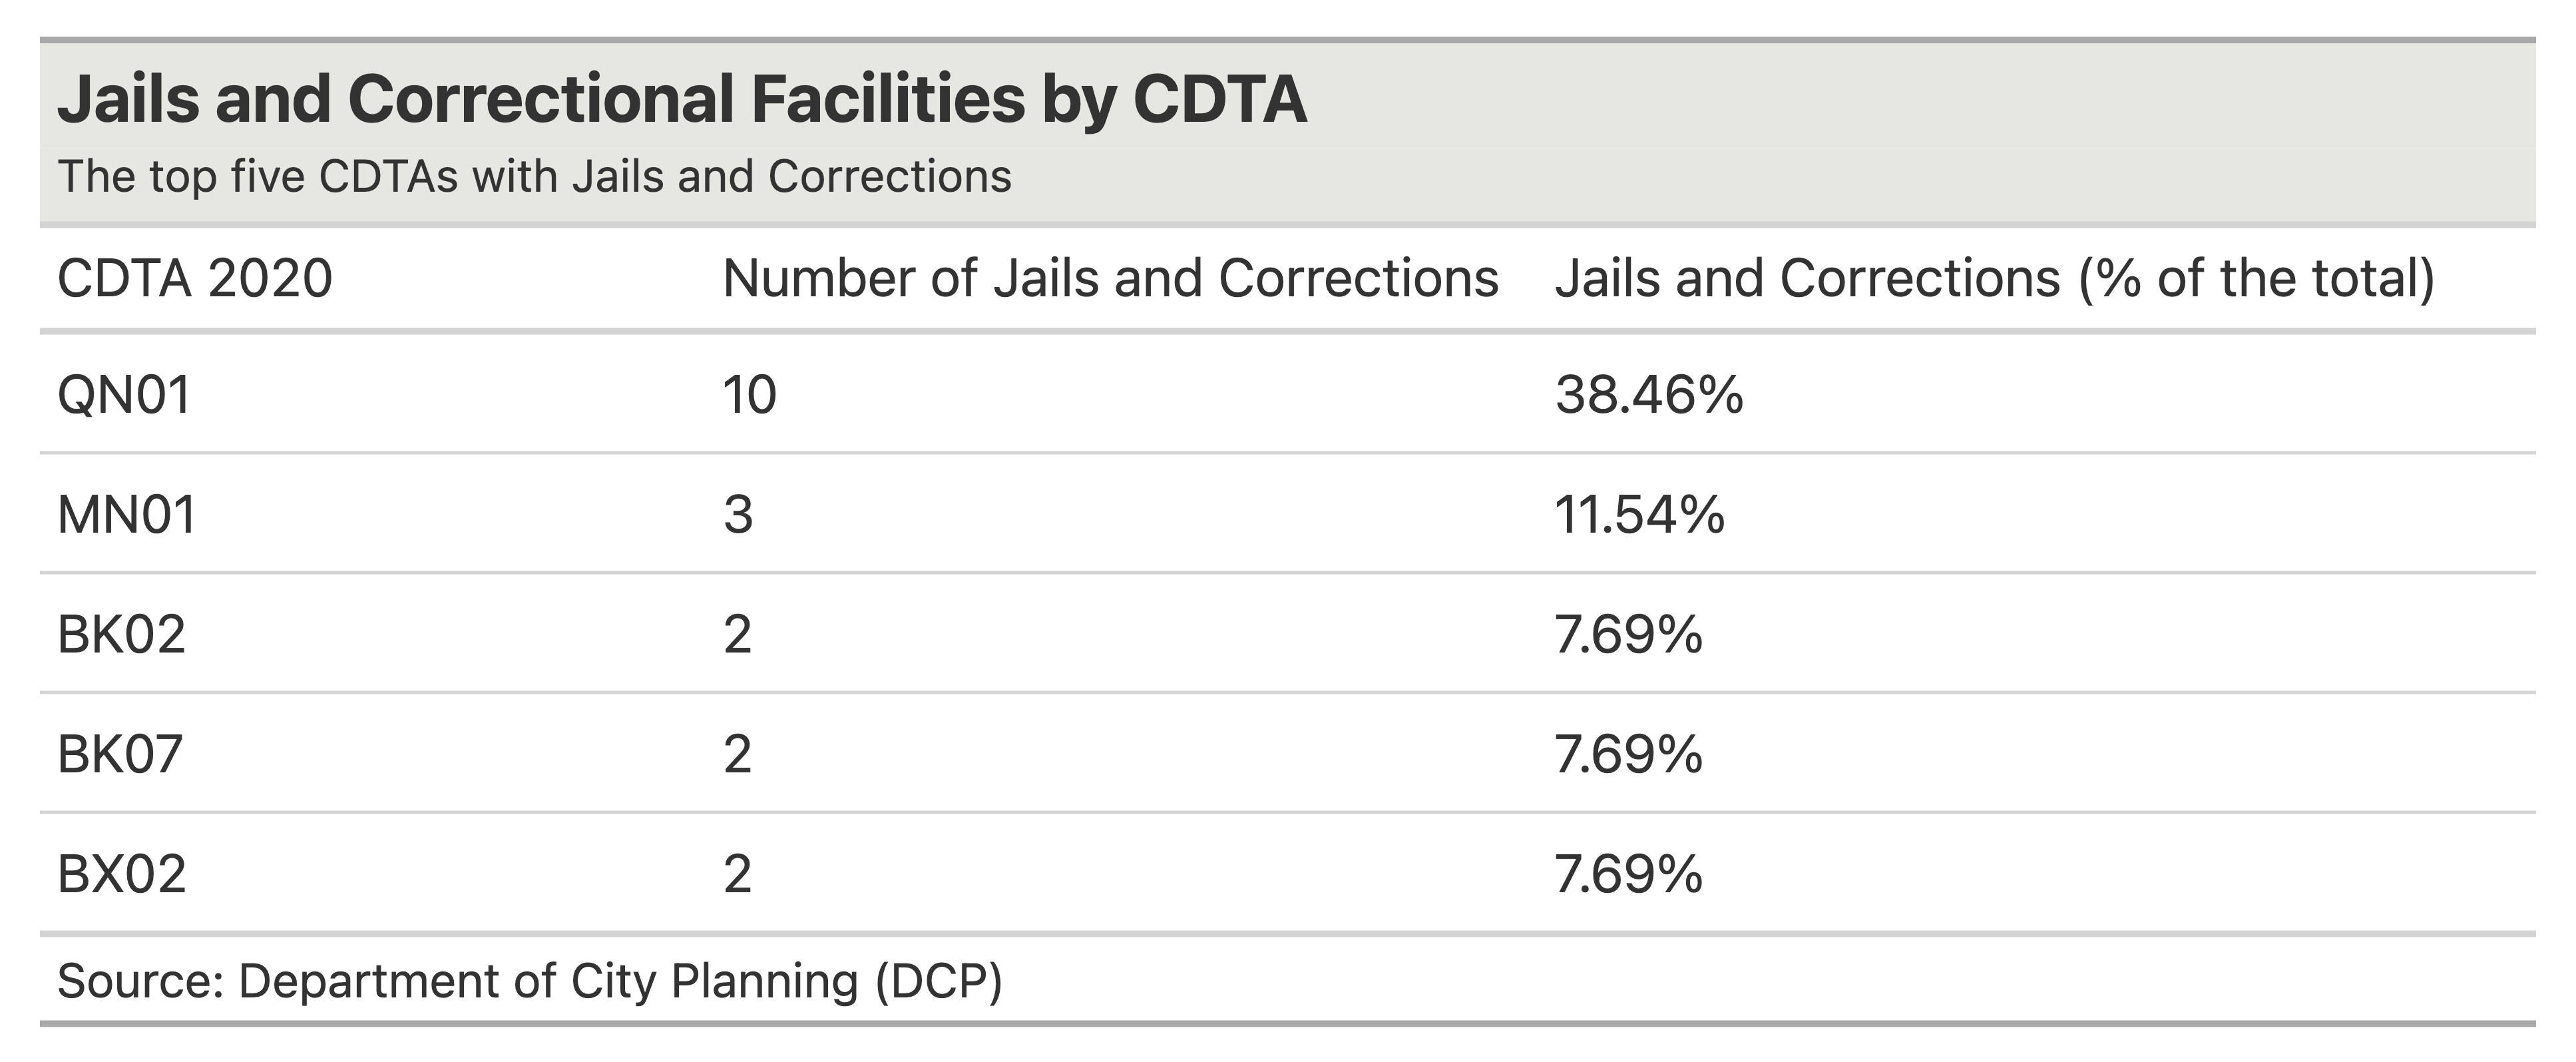 Jails and Correctional Facilities by CDTA
The top five CDTAs with Jails and Corrections
CDTA 2020 Number of Jails and Corrections Jails and Corrections (% of the total)
QN01 10 38.46%
MN01 3 11.54%
BK02 2 7.69%
BK07 2 7.69%
BX02 2 7.69%
Source: Department of City Planning (DCP)